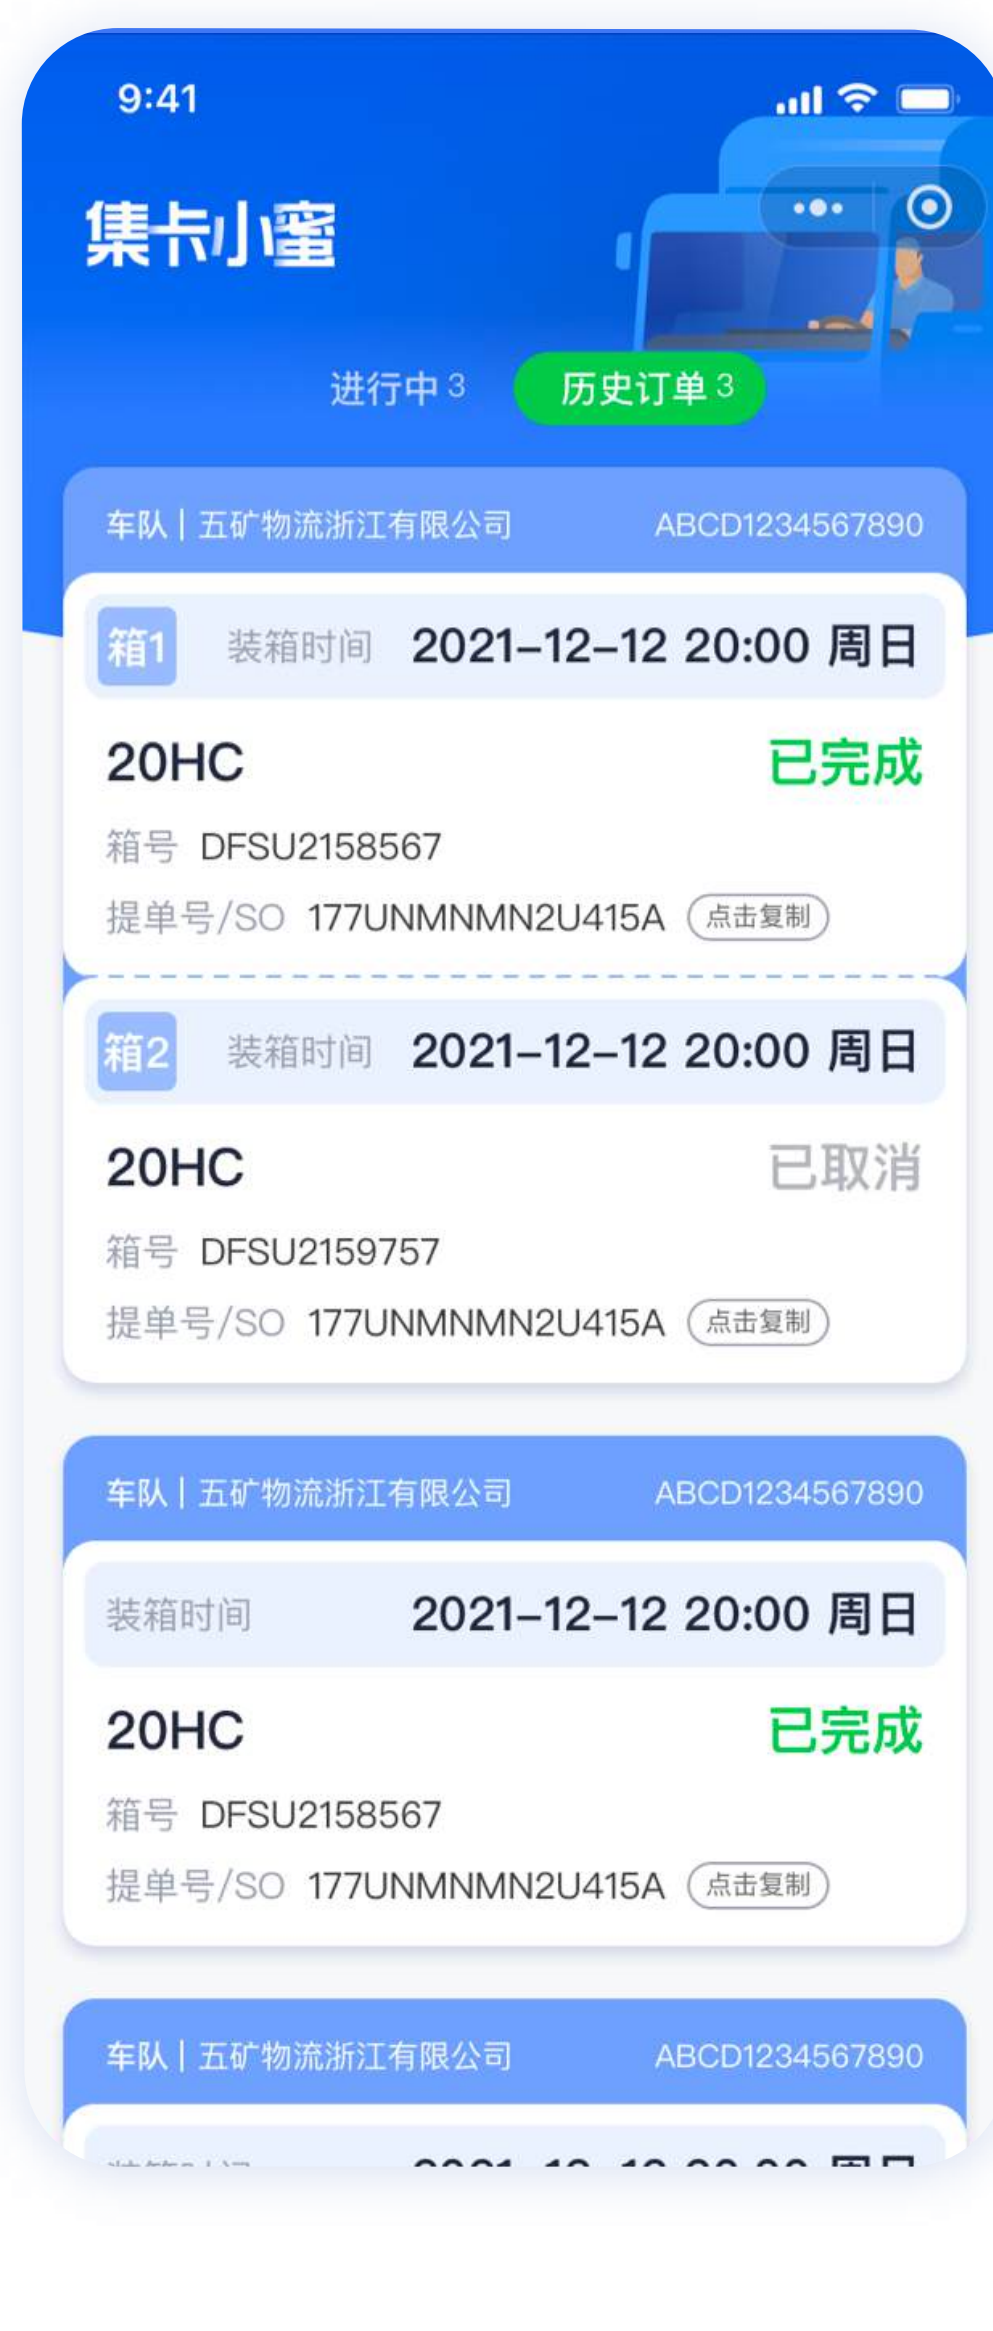 9:41
集卡小蜜
进行中 3 历史订单 3
车队 | 五矿物流浙江有限公司 ABCD1234567890
箱1 装箱时间 2021-12-12 20:00 周日
20HC 已完成
箱号 DFSU2158567
提单号/SO 177UNMNMN2U415A 点击复制
箱2 装箱时间 2021-12-12 20:00 周日
20HC 已取消
箱号 DFSU2159757
提单号/SO 177UNMNMN2U415A 点击复制
车队 | 五矿物流浙江有限公司 ABCD1234567890
装箱时间 2021-12-12 20:00 周日
20HC 已完成
箱号 DFSU2158567
提单号/SO 177UNMNMN2U415A 点击复制
车队 | 五矿物流浙江有限公司 ABCD1234567890